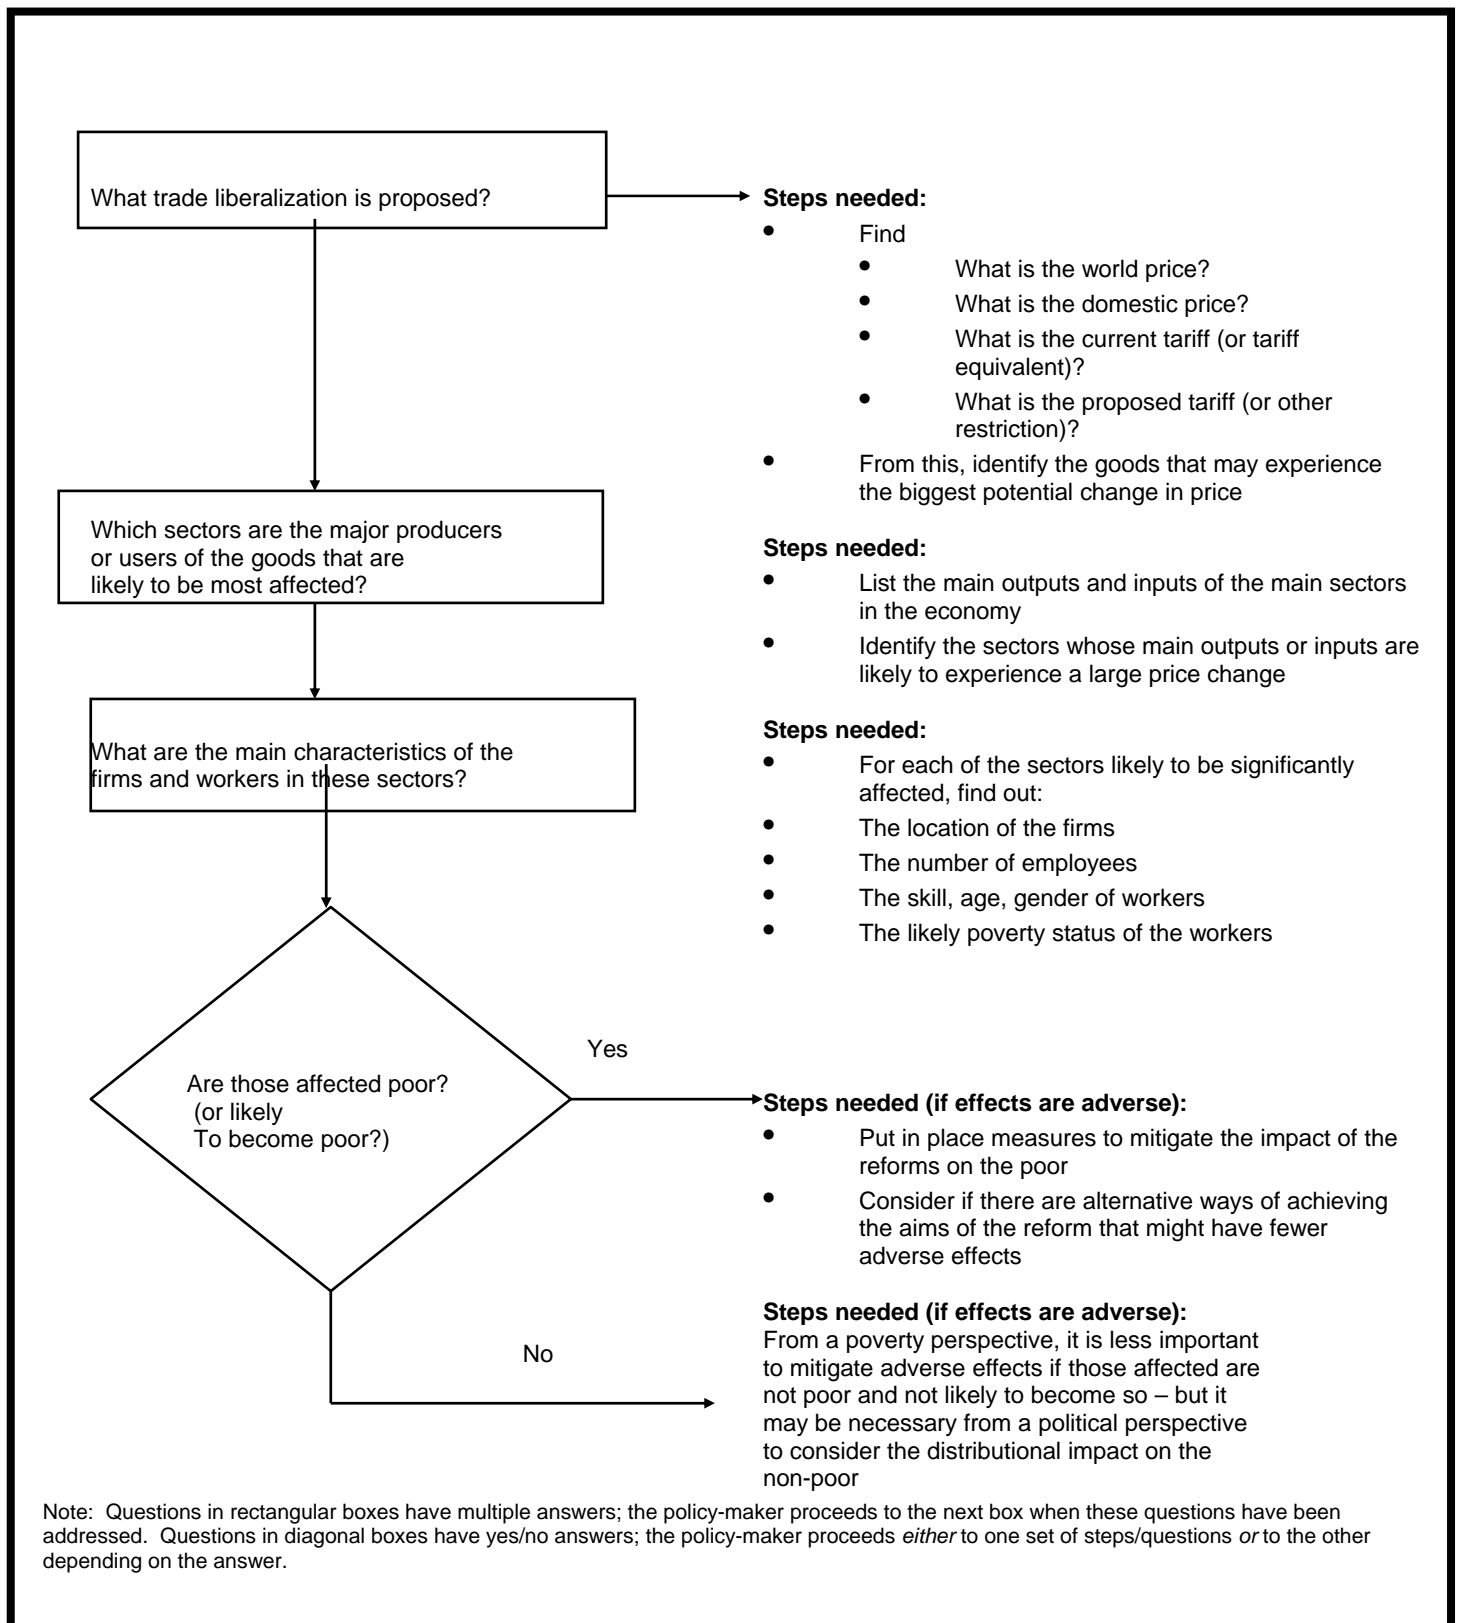 What trade liberalization is proposed?
Steps needed:
• Find
• What is the world price?
• What is the domestic price?
• What is the current tariff (or tariff
equivalent)?
• What is the proposed tariff (or other
restriction)?
• From this, identify the goods that may experience
the biggest potential change in price
Which sectors are the major producers
or users of the goods that are
likely to be most affected?
Steps needed:
• List the main outputs and inputs of the main sectors
in the economy
• Identify the sectors whose main outputs or inputs are
likely to experience a large price change
What are the main characteristics of the
firms and workers in these sectors?
Steps needed:
• For each of the sectors likely to be significantly
affected, find out:
• The location of the firms
• The number of employees
• The skill, age, gender of workers
• The likely poverty status of the workers
Are those affected poor?
(or likely
To become poor?)
Yes
Steps needed (if effects are adverse):
• Put in place measures to mitigate the impact of the
reforms on the poor
• Consider if there are alternative ways of achieving
the aims of the reform that might have fewer
adverse effects
No
Steps needed (if effects are adverse):
From a poverty perspective, it is less important
to mitigate adverse effects if those affected are
not poor and not likely to become so – but it
may be necessary from a political perspective
to consider the distributional impact on the
non-poor
Note: Questions in rectangular boxes have multiple answers; the policy-maker proceeds to the next box when these questions have been
addressed. Questions in diagonal boxes have yes/no answers; the policy-maker proceeds either to one set of steps/questions or to the other
depending on the answer.